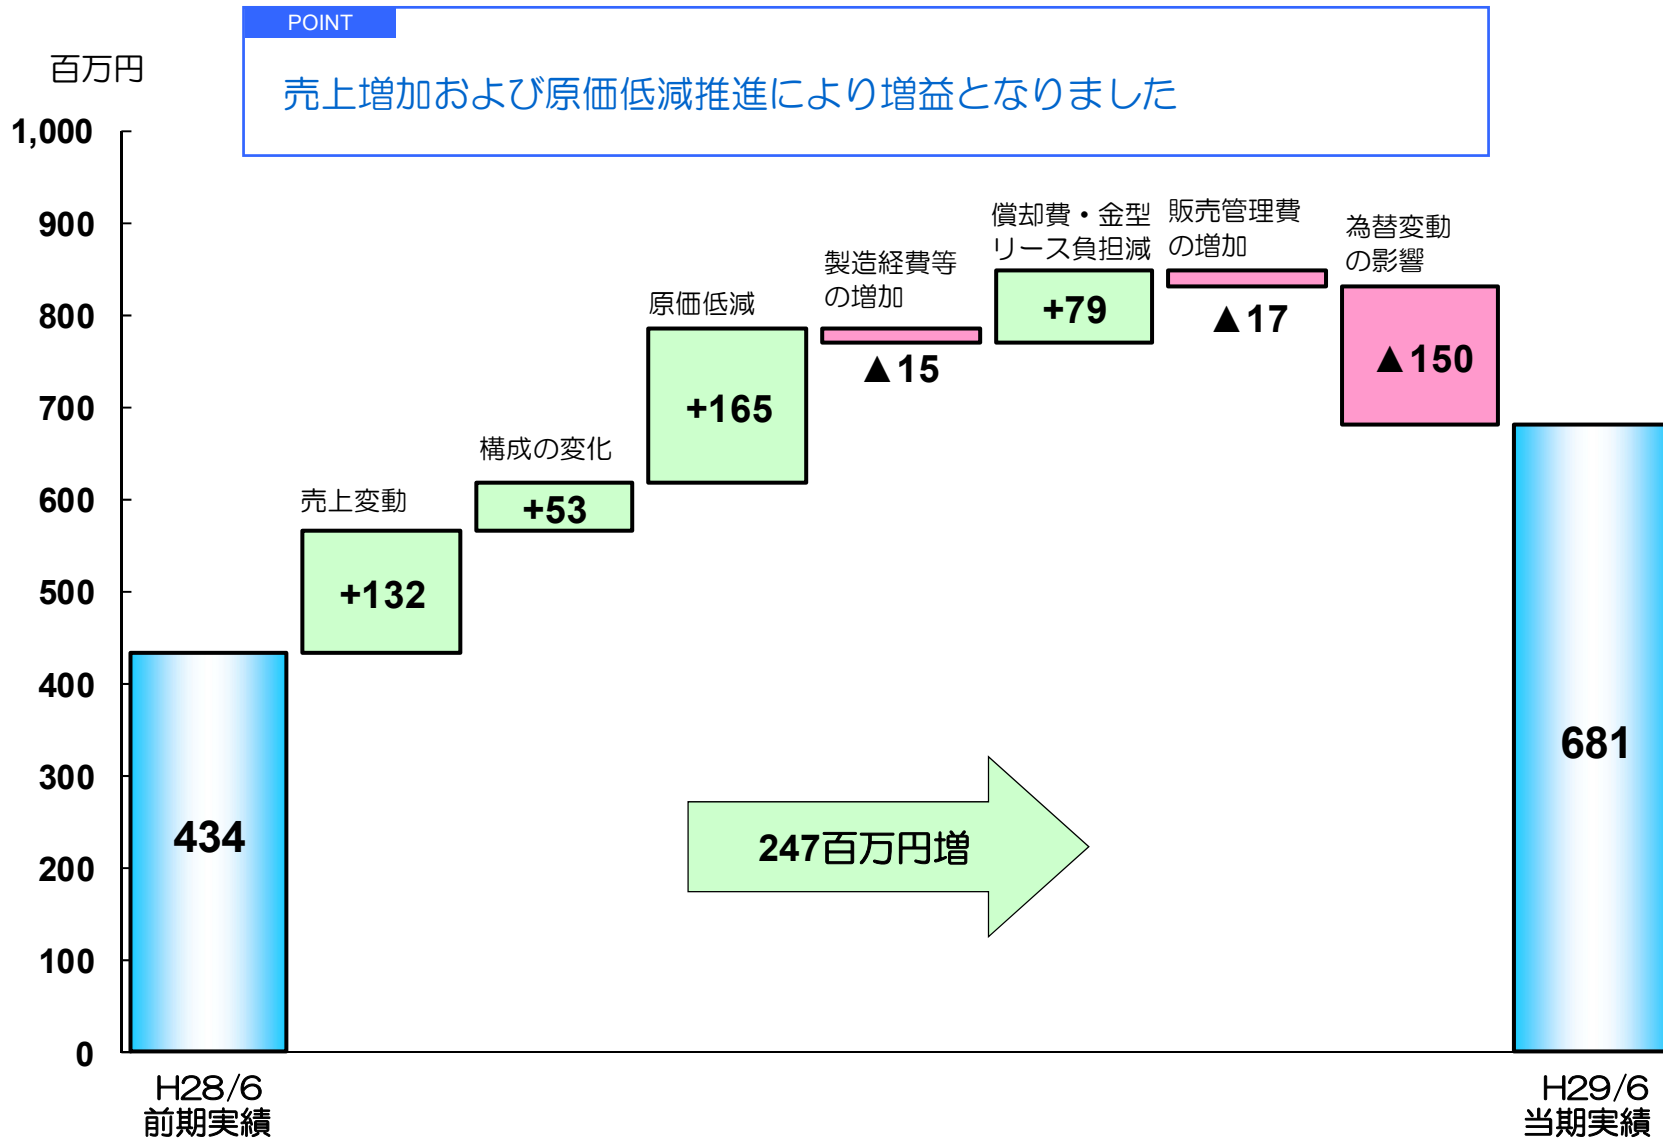 POINT
売上増加および原価低減推進により増益となりました
百万円
1,000
900
800
700
600
500
400
300
200
100
0
434
売上変動
+132
構成の変化
+53
原価低減
+165
製造経費等
の増加
▲15
償却費・金型
リース負担減
+79
販売管理費
の増加
▲17
為替変動
の影響
▲150
681
247百万円増
H28/6
前期実績
H29/6
当期実績